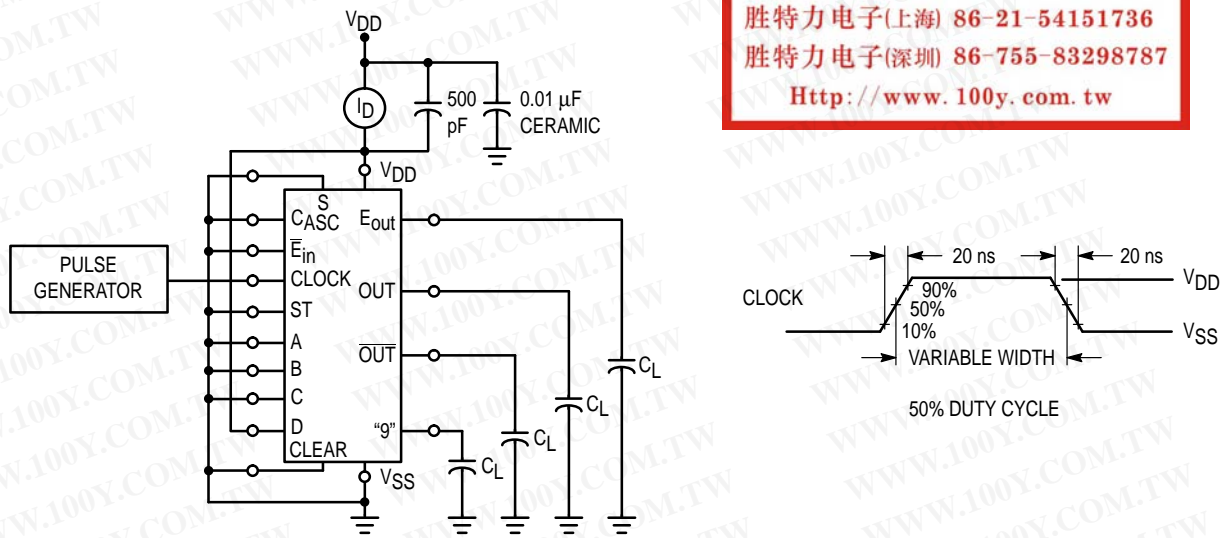 胜特力电子(上海) 86-21-54151736
胜特力电子(深圳) 86-755-83298787
Http://www.100y.com.tw
VDD
ID
500 pF
0.01 μF CERAMIC
VDD
S
CASC
Eout
E̅in
CLOCK
PULSE GENERATOR
ST
OUT
A
B
O̅U̅T̅
C
D
"9"
CLEAR
VSS
CL
CL
CL
CL
CLOCK
20 ns
20 ns
VDD
90%
50%
10%
VSS
VARIABLE WIDTH
50% DUTY CYCLE
WWW.100Y.COM.TW